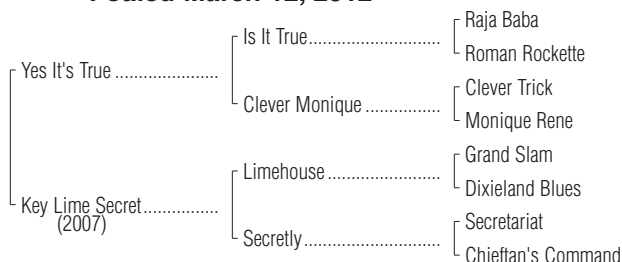 Foaled March 12, 2012
Raja Baba
Is It True
Roman Rockette
Yes It's True
Clever Trick
Clever Monique
Monique Rene
Grand Slam
Limehouse
Dixieland Blues
Key Lime Secret
(2007)
Secretariat
Secretly
Chieftan's Command